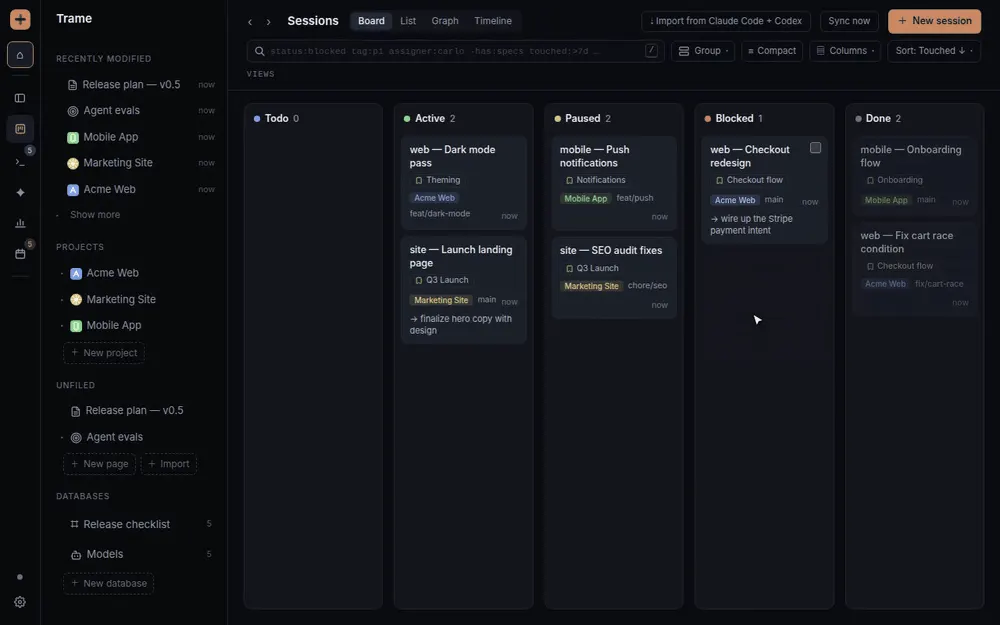 Trame
RECENTLY MODIFIED
Release plan — v0.5 now
Agent evals now
Mobile App now
Marketing Site now
Acme Web now
Show more
PROJECTS
Acme Web
Marketing Site
Mobile App
+ New project
UNFILED
Release plan — v0.5
Agent evals
+ New page + Import
DATABASES
Release checklist 5
Models 5
+ New database
5
5
‹ › Sessions Board List Graph Timeline
↓ Import from Claude Code + Codex Sync now + New session
status:blocked tag:pi assigner:carlo -has:specs touched:>7d … /
Group · Compact Columns · Sort: Touched ↓ ·
VIEWS
Todo 0
Active 2
web — Dark mode
pass
Theming
Acme Web
feat/dark-mode now
site — Launch landing
page
Q3 Launch
Marketing Site main now
→ finalize hero copy with
design
Paused 2
mobile — Push
notifications
Notifications
Mobile App feat/push
now
site — SEO audit fixes
Q3 Launch
Marketing Site chore/seo
now
Blocked 1
web — Checkout
redesign
Checkout flow
Acme Web main now
→ wire up the Stripe
payment intent
Done 2
mobile — Onboarding
flow
Onboarding
Mobile App main now
web — Fix cart race
condition
Checkout flow
Acme Web fix/cart-race
now